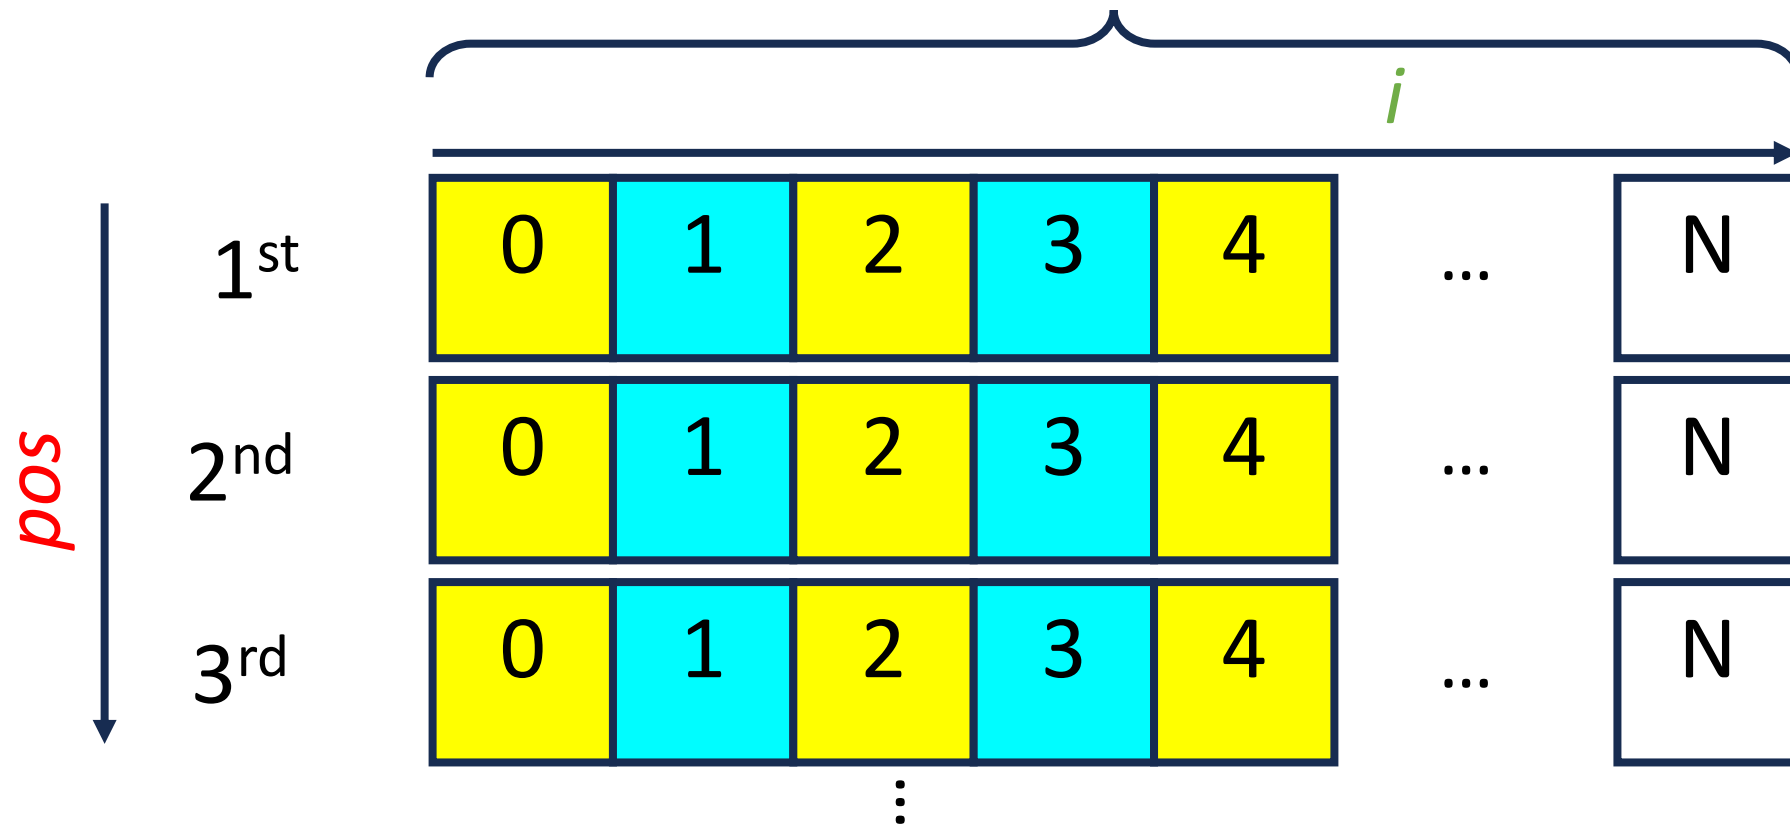 i
1st 0 1 2 3 4 ... N
2nd 0 1 2 3 4 ... N
3rd 0 1 2 3 4 ... N
pos
⋮